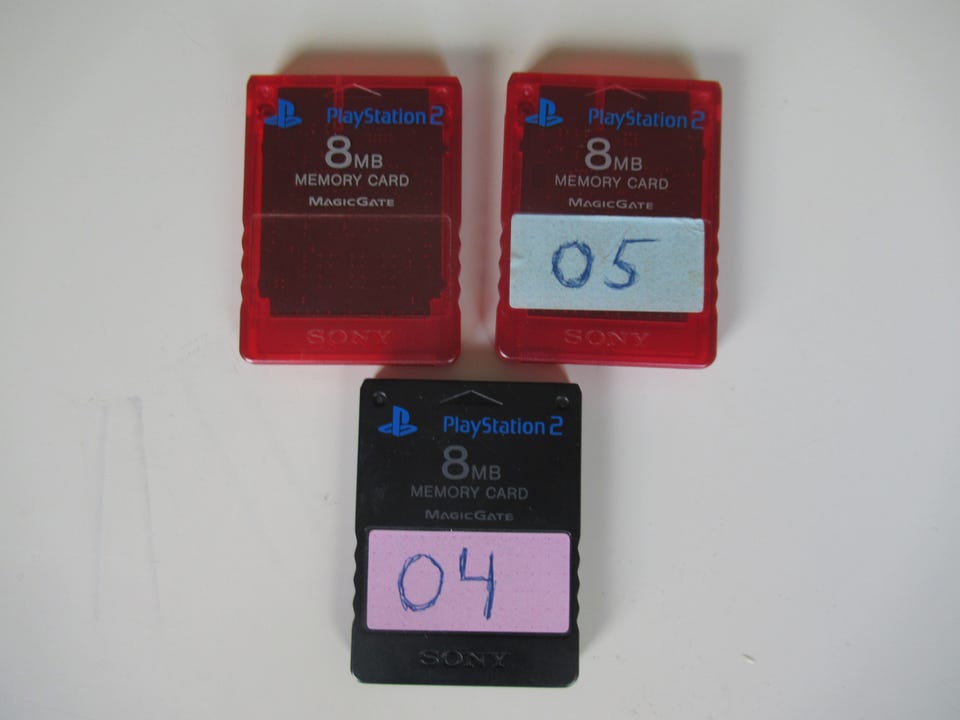 PlayStation 2
8MB
MEMORY CARD
MAGICGATE
SONY
PlayStation 2
8MB
MEMORY CARD
MAGICGATE
05
SONY
PlayStation 2
8MB
MEMORY CARD
MAGICGATE
04
SONY